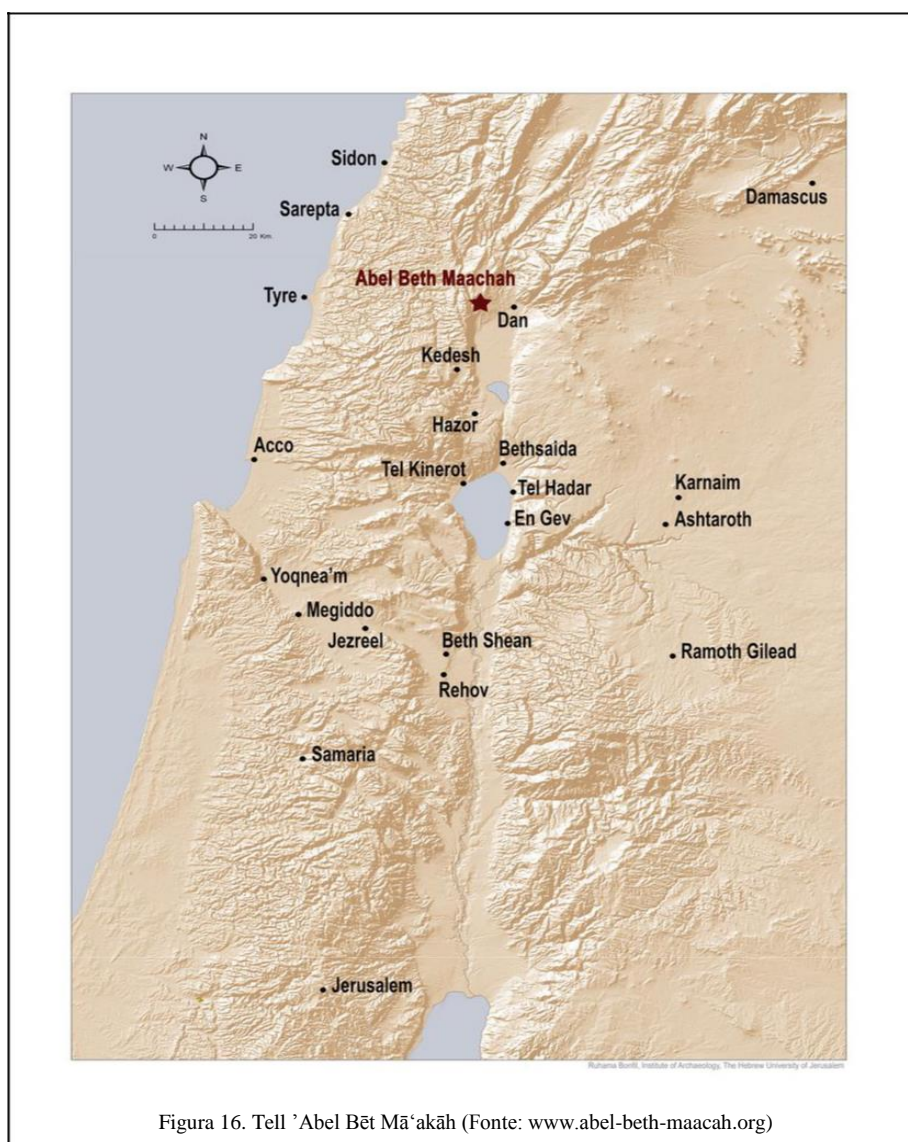 N
W E
S
0 20 Km.
Sidon
Damascus
Sarepta
Abel Beth Maachah
Tyre
Dan
Kedesh
Hazor
Acco
Bethsaida
Tel Kinerot
Tel Hadar
Karnaim
En Gev
Ashtaroth
Yoqnea’m
Megiddo
Jezreel
Beth Shean
Ramoth Gilead
Rehov
Samaria
Jerusalem
Ruhama Bonfil, Institute of Archaeology, The Hebrew University of Jerusalem
Figura 16. Tell ’Abel Bēt Mā‘akāh (Fonte: www.abel-beth-maacah.org)